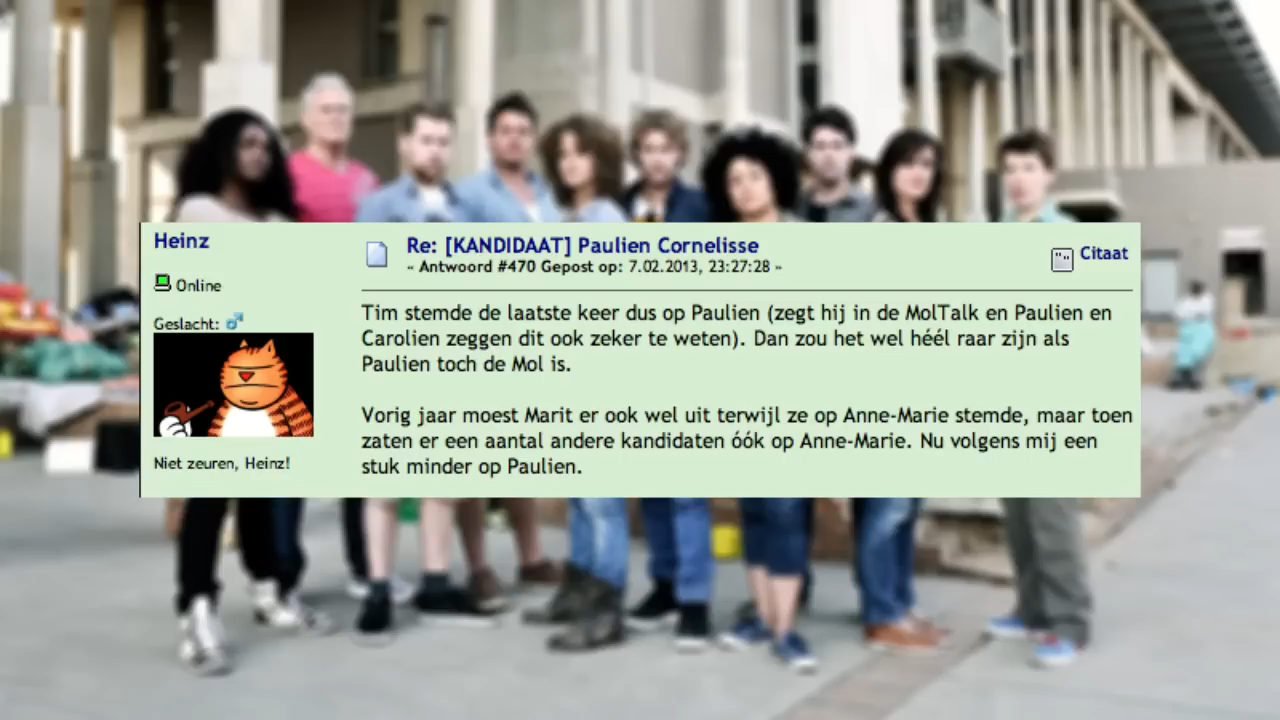 Heinz
Online
Geslacht:
Niet zeuren, Heinz!
Re: [KANDIDAAT] Paulien Cornelisse
« Antwoord #470 Gepost op: 7.02.2013, 23:27:28 »
Citaat
Tim stemde de laatste keer dus op Paulien (zegt hij in de MolTalk en Paulien en
Carolien zeggen dit ook zeker te weten). Dan zou het wel héél raar zijn als
Paulien toch de Mol is.
Vorig jaar moest Marit er ook wel uit terwijl ze op Anne-Marie stemde, maar toen
zaten er een aantal andere kandidaten óók op Anne-Marie. Nu volgens mij een
stuk minder op Paulien.